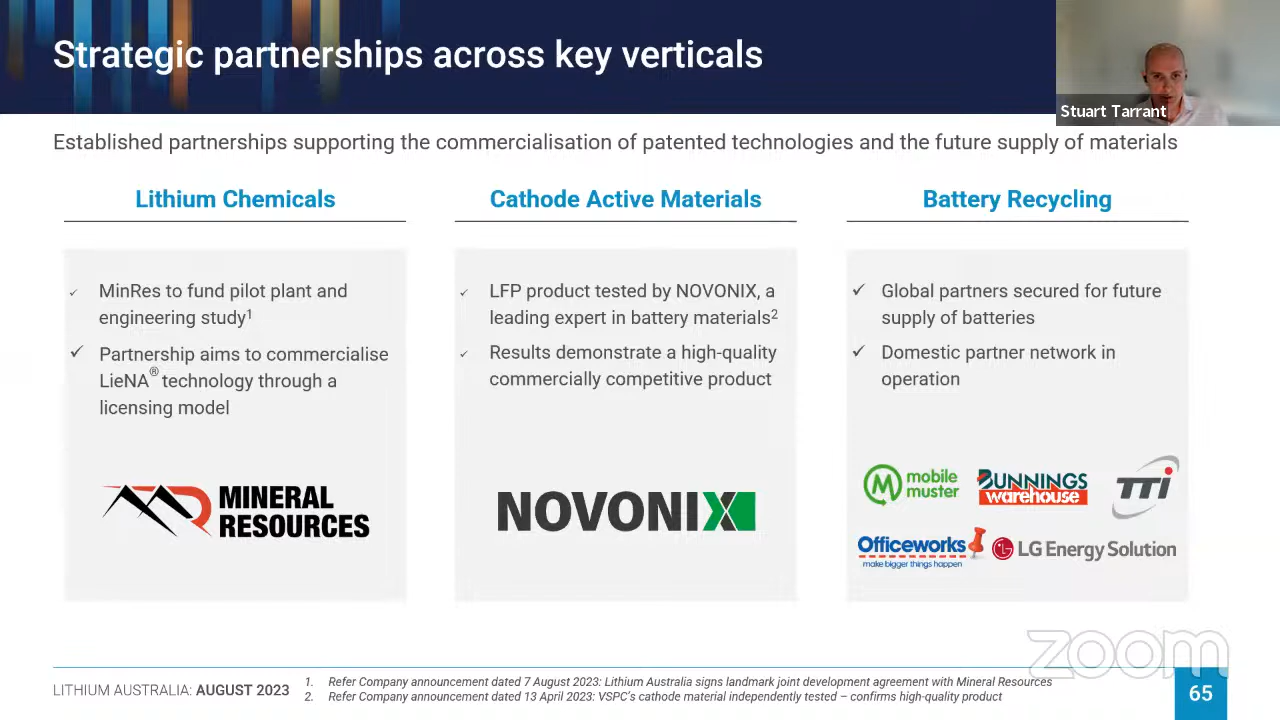 Strategic partnerships across key verticals
Stuart Tarrant
Established partnerships supporting the commercialisation of patented technologies and the future supply of materials
Lithium Chemicals
MinRes to fund pilot plant and
engineering study1
Partnership aims to commercialise
LieNA® technology through a
licensing model
MINERAL
RESOURCES
Cathode Active Materials
LFP product tested by NOVONIX, a
leading expert in battery materials2
Results demonstrate a high-quality
commercially competitive product
NOVONIX
Battery Recycling
Global partners secured for future
supply of batteries
Domestic partner network in
operation
mobile
muster
BUNNINGS
warehouse
TTi
Officeworks
make bigger things happen
LG Energy Solution
zoom
LITHIUM AUSTRALIA: AUGUST 2023
1. Refer Company announcement dated 7 August 2023: Lithium Australia signs landmark joint development agreement with Mineral Resources
2. Refer Company announcement dated 13 April 2023: VSPC's cathode material independently tested – confirms high-quality product
65